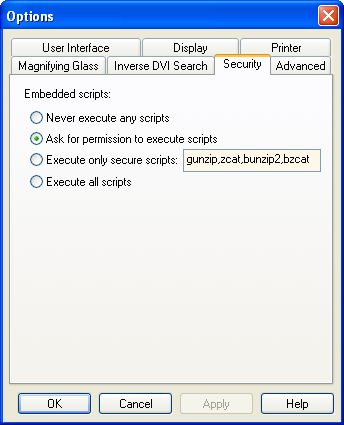 Options
User Interface Display Printer
Magnifying Glass Inverse DVI Search Security Advanced
Embedded scripts:
Never execute any scripts
Ask for permission to execute scripts
Execute only secure scripts: gunzip,zcat,bunzip2,bzcat
Execute all scripts
OK Cancel Apply Help